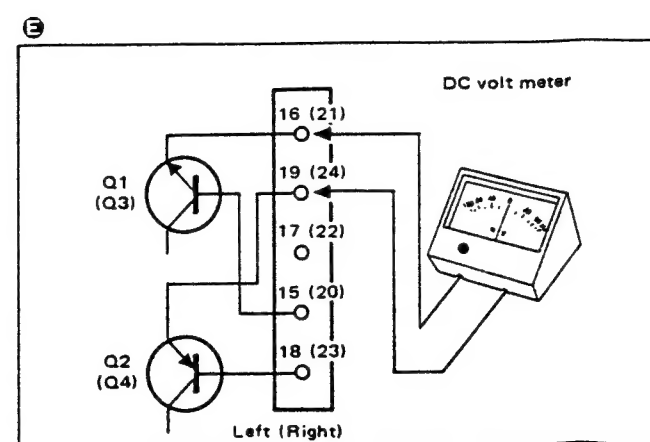 E
DC volt meter
16 (21)
19 (24)
Q1
(Q3)
17 (22)
15 (20)
18 (23)
Q2
(Q4)
Left (Right)